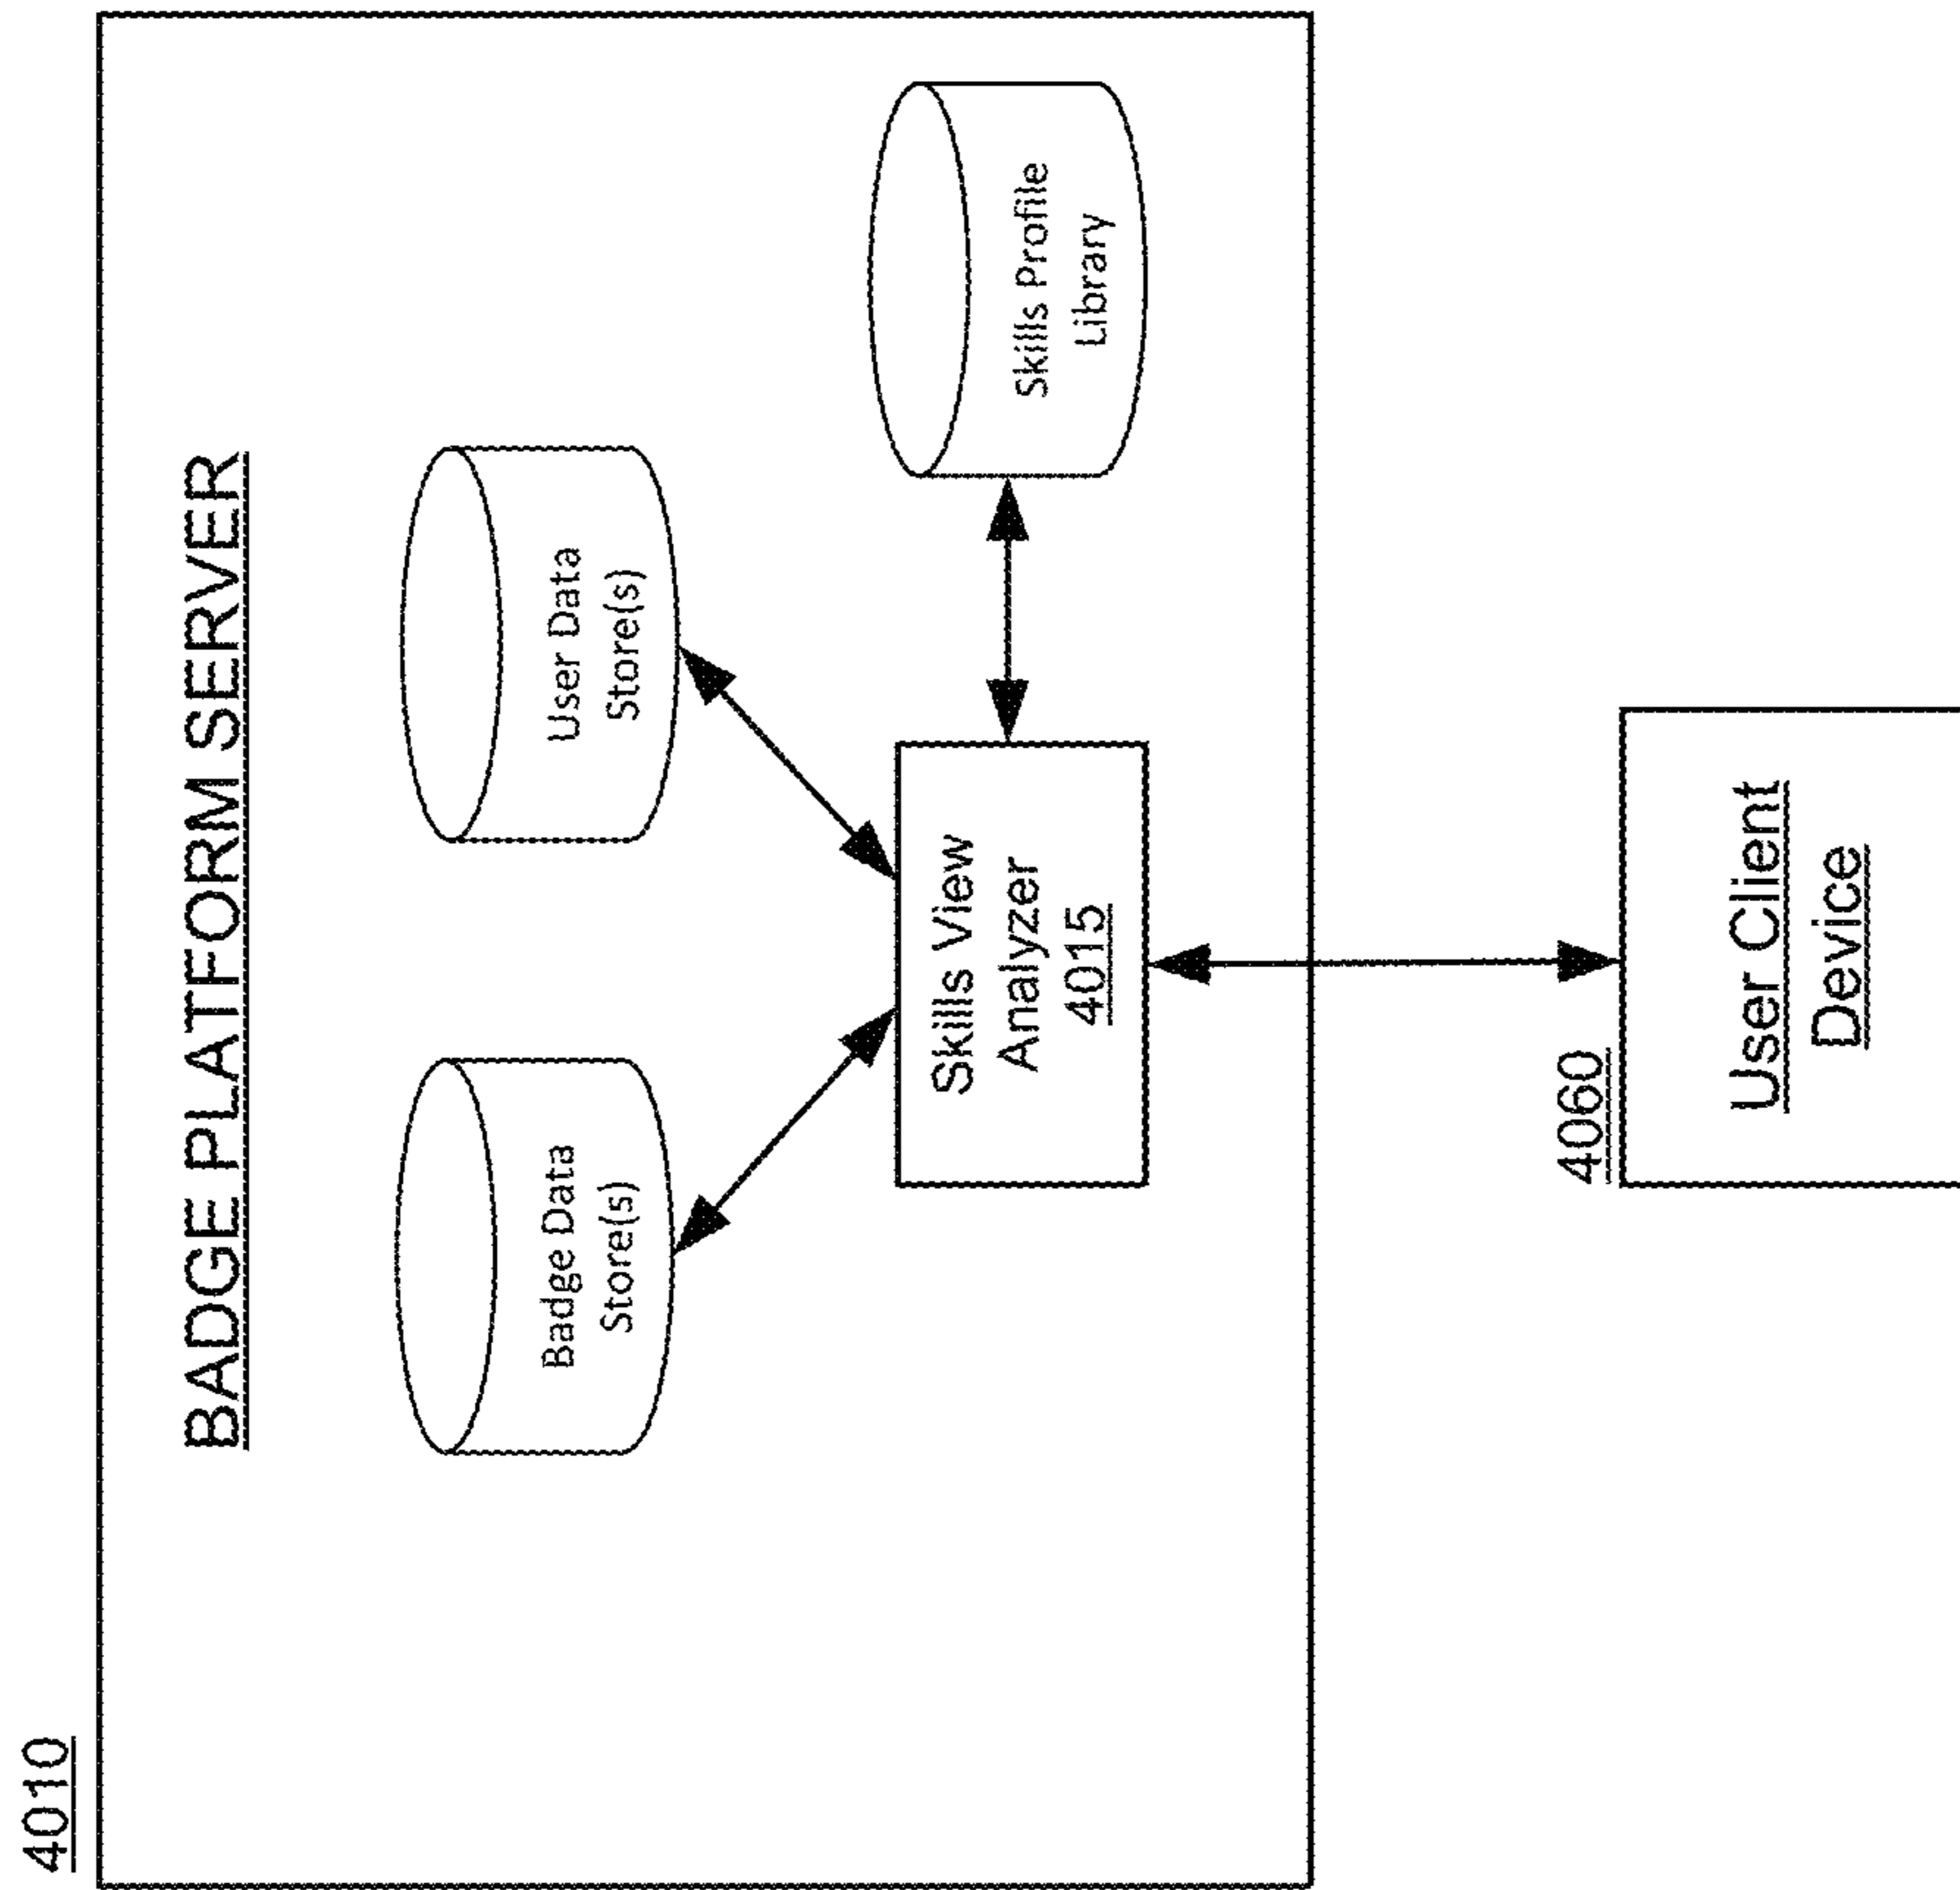 4010
BADGE PLATFORM SERVER
Badge Data
Store(s)
User Data
Store(s)
Skills View
Analyzer
4015
Skills Profile
Library
4060
User Client
Device